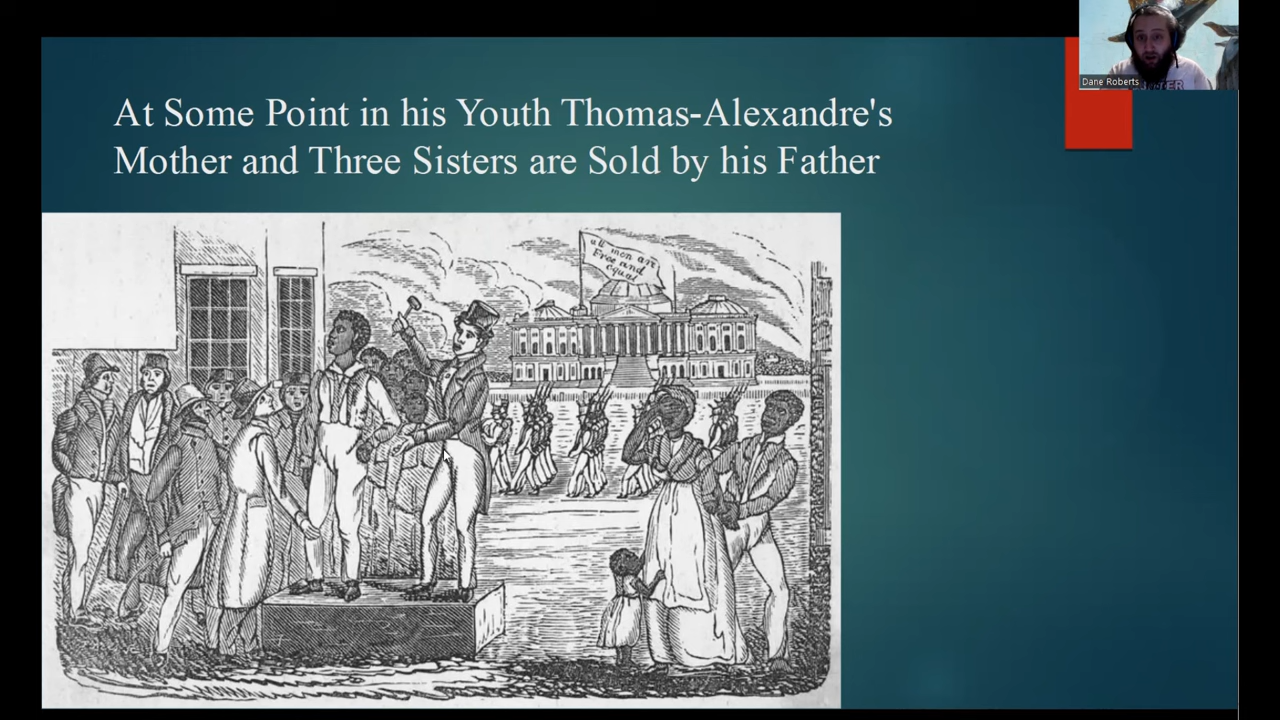 At Some Point in his Youth Thomas-Alexandre's
Mother and Three Sisters are Sold by his Father
all men are
Free and
equal
Dane Roberts